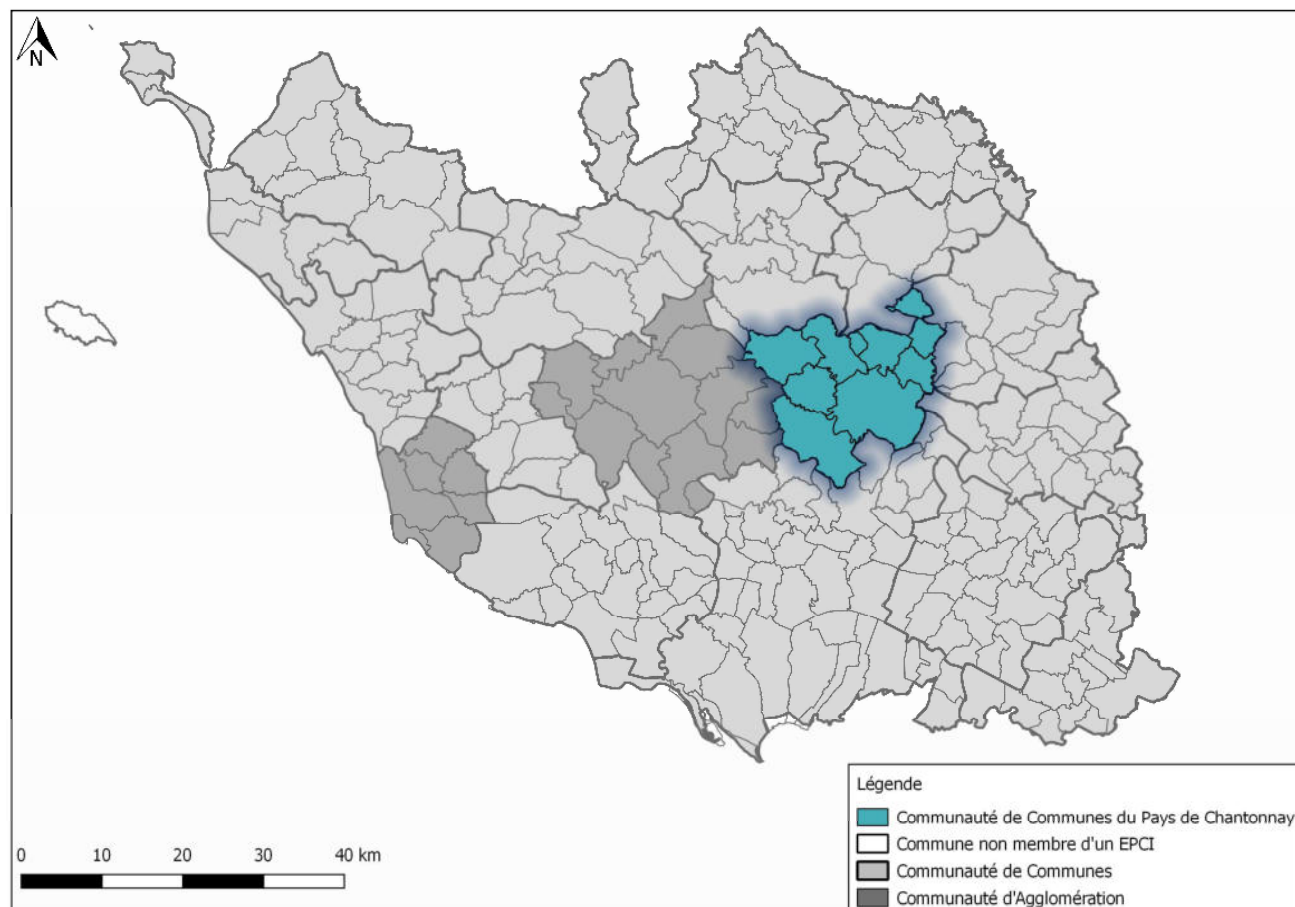 N
0 10 20 30 40 km
Légende
Communauté de Communes du Pays de Chantonnay
Commune non membre d'un EPCI
Communauté de Communes
Communauté d'Agglomération